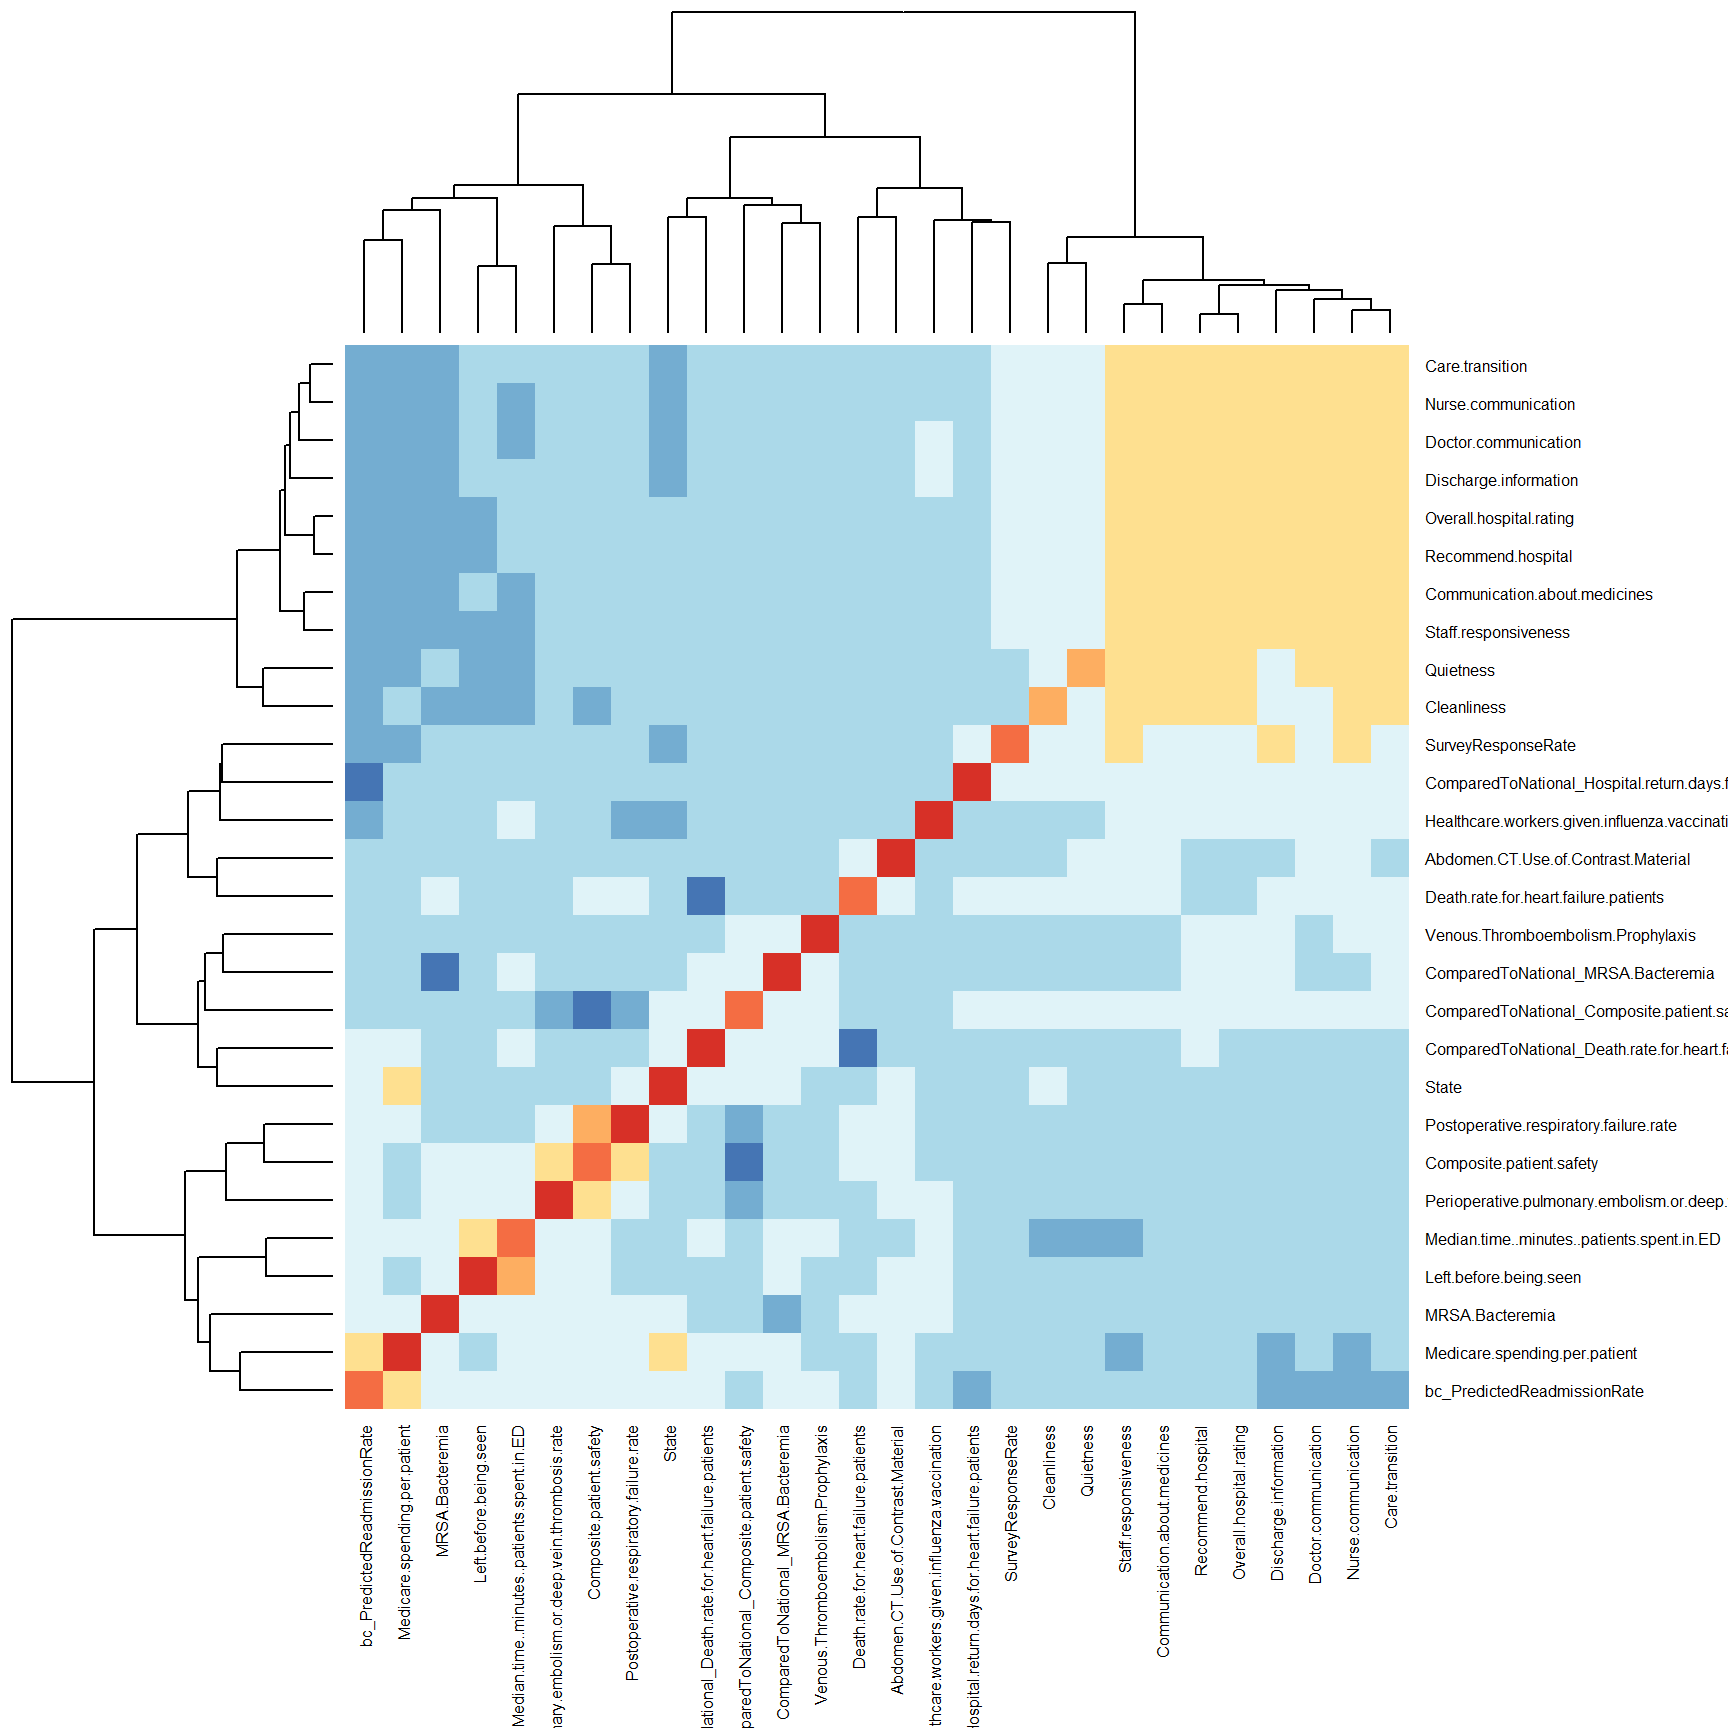 Care.transition
Nurse.communication
Doctor.communication
Discharge.information
Overall.hospital.rating
Recommend.hospital
Communication.about.medicines
Staff.responsiveness
Quietness
Cleanliness
SurveyResponseRate
ComparedToNational_Hospital.return.days.f
Healthcare.workers.given.influenza.vaccinati
Abdomen.CT.Use.of.Contrast.Material
Death.rate.for.heart.failure.patients
Venous.Thromboembolism.Prophylaxis
ComparedToNational_MRSA.Bacteremia
ComparedToNational_Composite.patient.sa
ComparedToNational_Death.rate.for.heart.fa
State
Postoperative.respiratory.failure.rate
Composite.patient.safety
Perioperative.pulmonary.embolism.or.deep.
Median.time..minutes..patients.spent.in.ED
Left.before.being.seen
MRSA.Bacteremia
Medicare.spending.per.patient
bc_PredictedReadmissionRate
bc_PredictedReadmissionRate
Medicare.spending.per.patient
MRSA.Bacteremia
Left.before.being.seen
Median.time..minutes..patients.spent.in.ED
nary.embolism.or.deep.vein.thrombosis.rate
Composite.patient.safety
Postoperative.respiratory.failure.rate
State
lational_Death.rate.for.heart.failure.patients
paredToNational_Composite.patient.safety
ComparedToNational_MRSA.Bacteremia
Venous.Thromboembolism.Prophylaxis
Death.rate.for.heart.failure.patients
Abdomen.CT.Use.of.Contrast.Material
thcare.workers.given.influenza.vaccination
Hospital.return.days.for.heart.failure.patients
SurveyResponseRate
Cleanliness
Quietness
Staff.responsiveness
Communication.about.medicines
Recommend.hospital
Overall.hospital.rating
Discharge.information
Doctor.communication
Nurse.communication
Care.transition